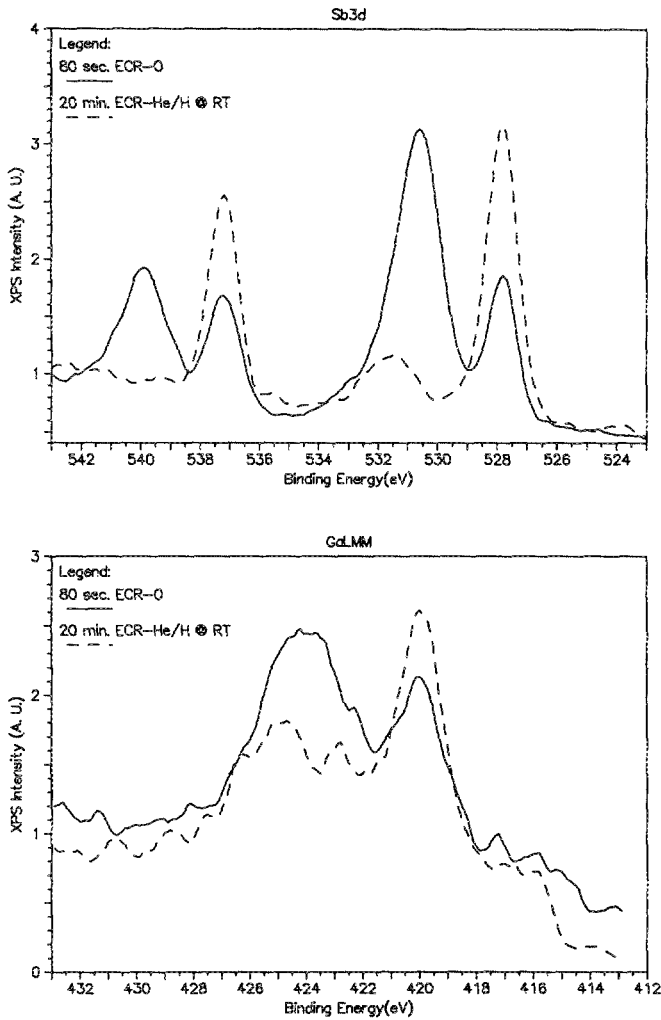 Sb3d
4
Legend:
80 sec. ECR-O
20 min. ECR-He/H @ RT
3
2
1
XPS Intensity (A. U.)
542 540 538 536 534 532 530 528 526 524
Binding Energy(eV)
GaLMM
3
Legend:
80 sec. ECR-O
20 min. ECR-He/H @ RT
2
1
0
XPS Intensity (A. U.)
432 430 428 426 424 422 420 418 416 414 412
Binding Energy(eV)